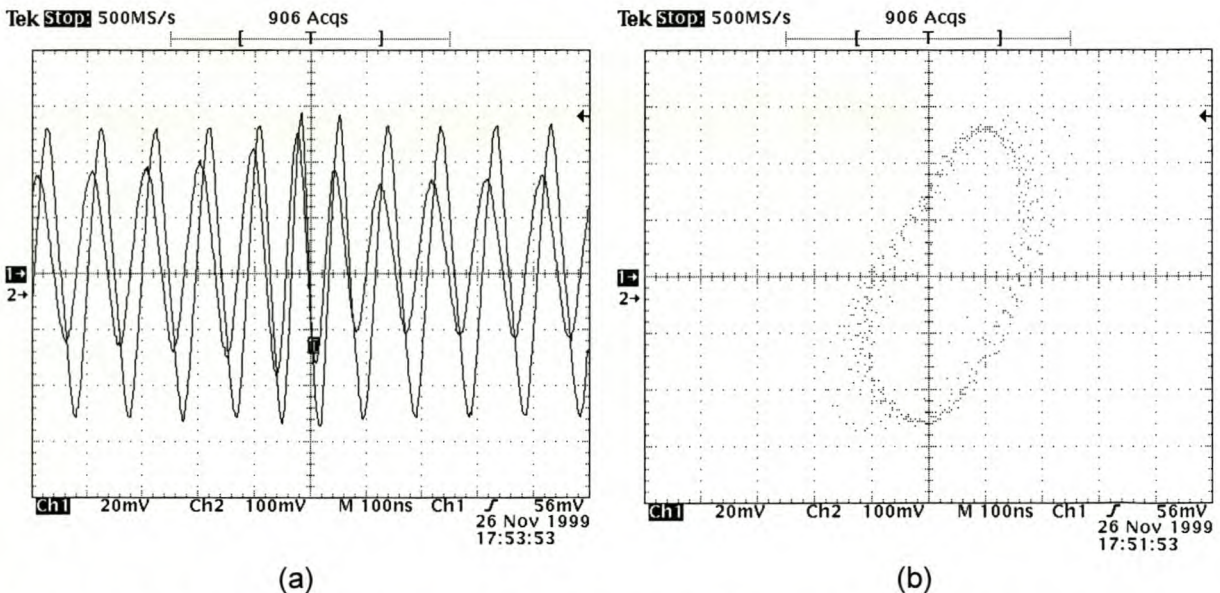 Tek Stop: 500MS/s 906 Acqs
T
1→
2→
T
Ch1 20mV Ch2 100mV M 100ns Ch1 56mV
26 Nov 1999
17:53:53
(a)
Tek Stop: 500MS/s 906 Acqs
T
1→
2→
Ch1 20mV Ch2 100mV M 100ns Ch1 56mV
26 Nov 1999
17:51:53
(b)